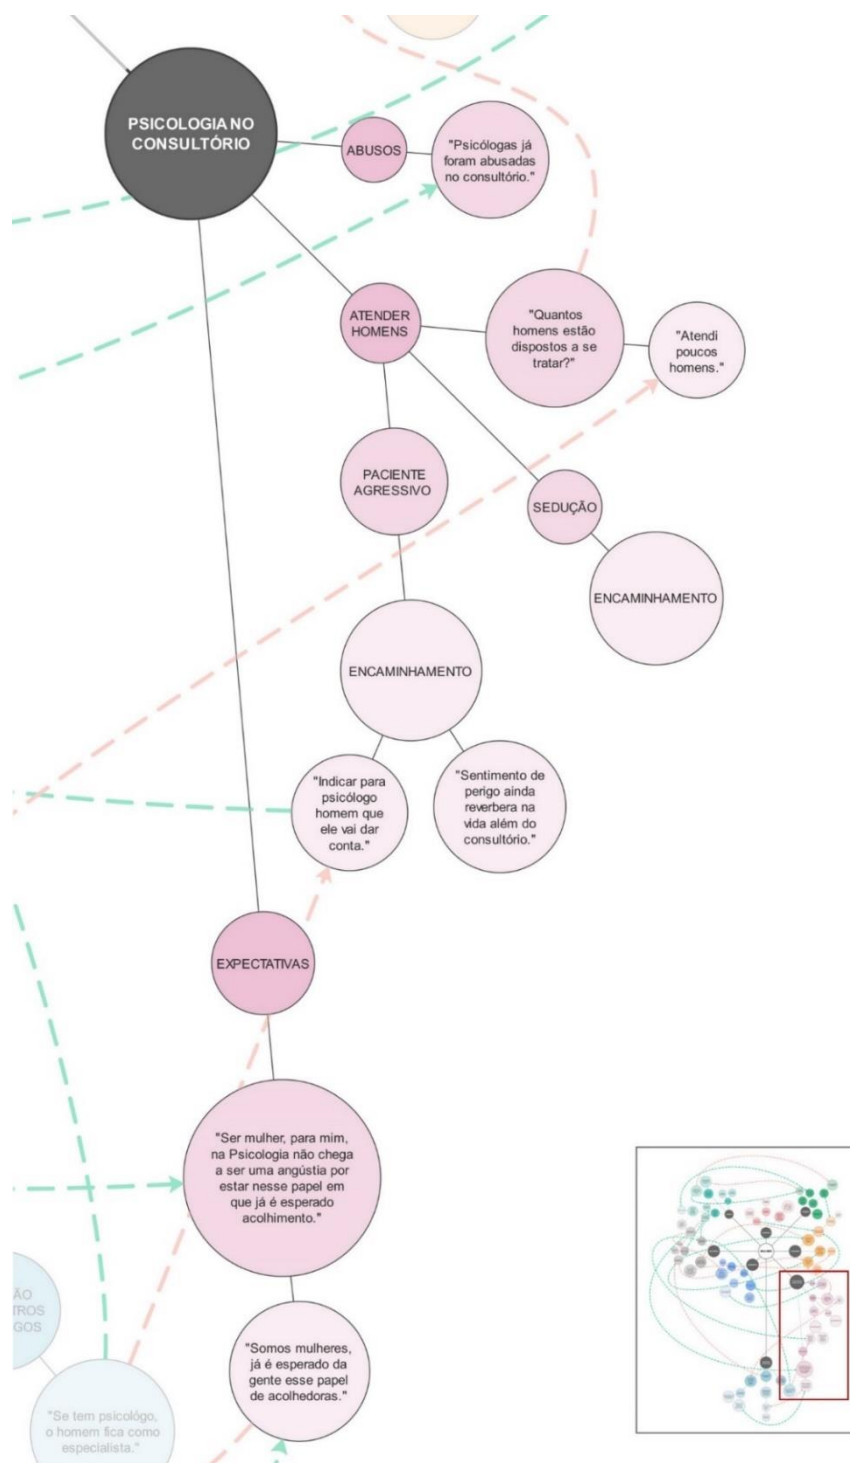 PSICOLOGIA NO
CONSULTÓRIO
ABUSOS
"Psicólogas já
foram abusadas
no consultório."
ATENDER
HOMENS
"Quantos
homens estão
dispostos a se
tratar?"
"Atendi
poucos
homens."
PACIENTE
AGRESSIVO
SEDUÇÃO
ENCAMINHAMENTO
ENCAMINHAMENTO
"Indicar para
psicólogo
homem que
ele vai dar
conta."
"Sentimento de
perigo ainda
reverbera na
vida além do
consultório."
EXPECTATIVAS
"Ser mulher, para mim,
na Psicologia não chega
a ser uma angústia por
estar nesse papel em
que já é esperado
acolhimento."
ÃO
TROS
GOS
"Somos mulheres,
já é esperado da
gente esse papel
de acolhedoras."
"Se tem psicológo,
o homem fica como
especialista."